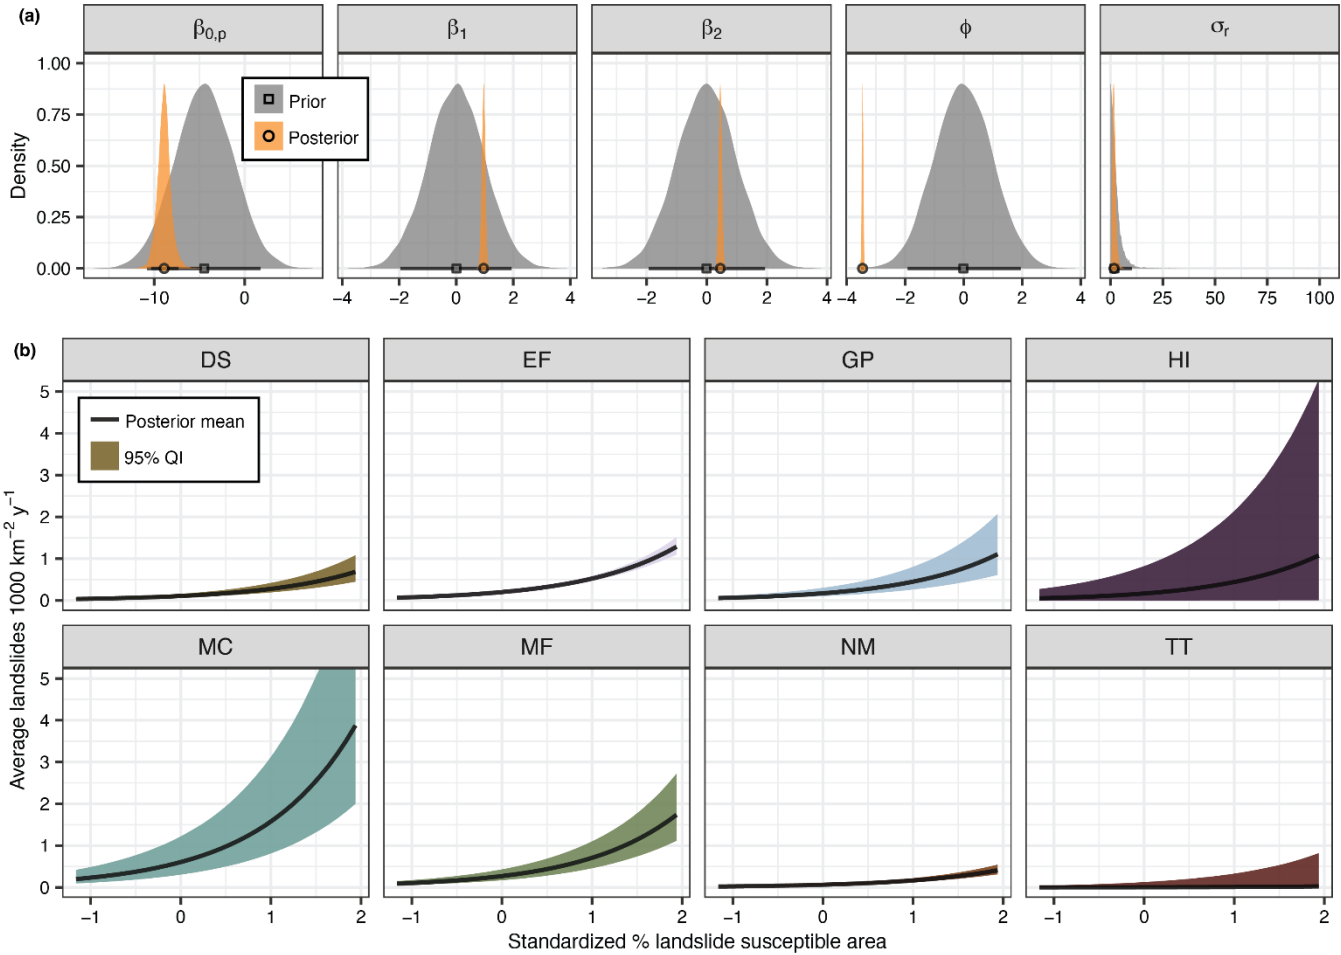 (a)
β0,p
β1
β2
ϕ
σr
Density
1.00
0.75
0.50
0.25
0.00
Prior
Posterior
−10 0
−4 −2 0 2 4
−2 0 2 4
−4 −2 0 2 4
0 25 50 75 100
(b)
DS EF GP HI
Posterior mean
95% QI
5
4
3
2
1
0
MC MF NM TT
5
4
3
2
1
0
Average landslides 1000 km−2 y−1
−1 0 1 2
−1 0 1 2
−1 0 1 2
−1 0 1 2
Standardized % landslide susceptible area